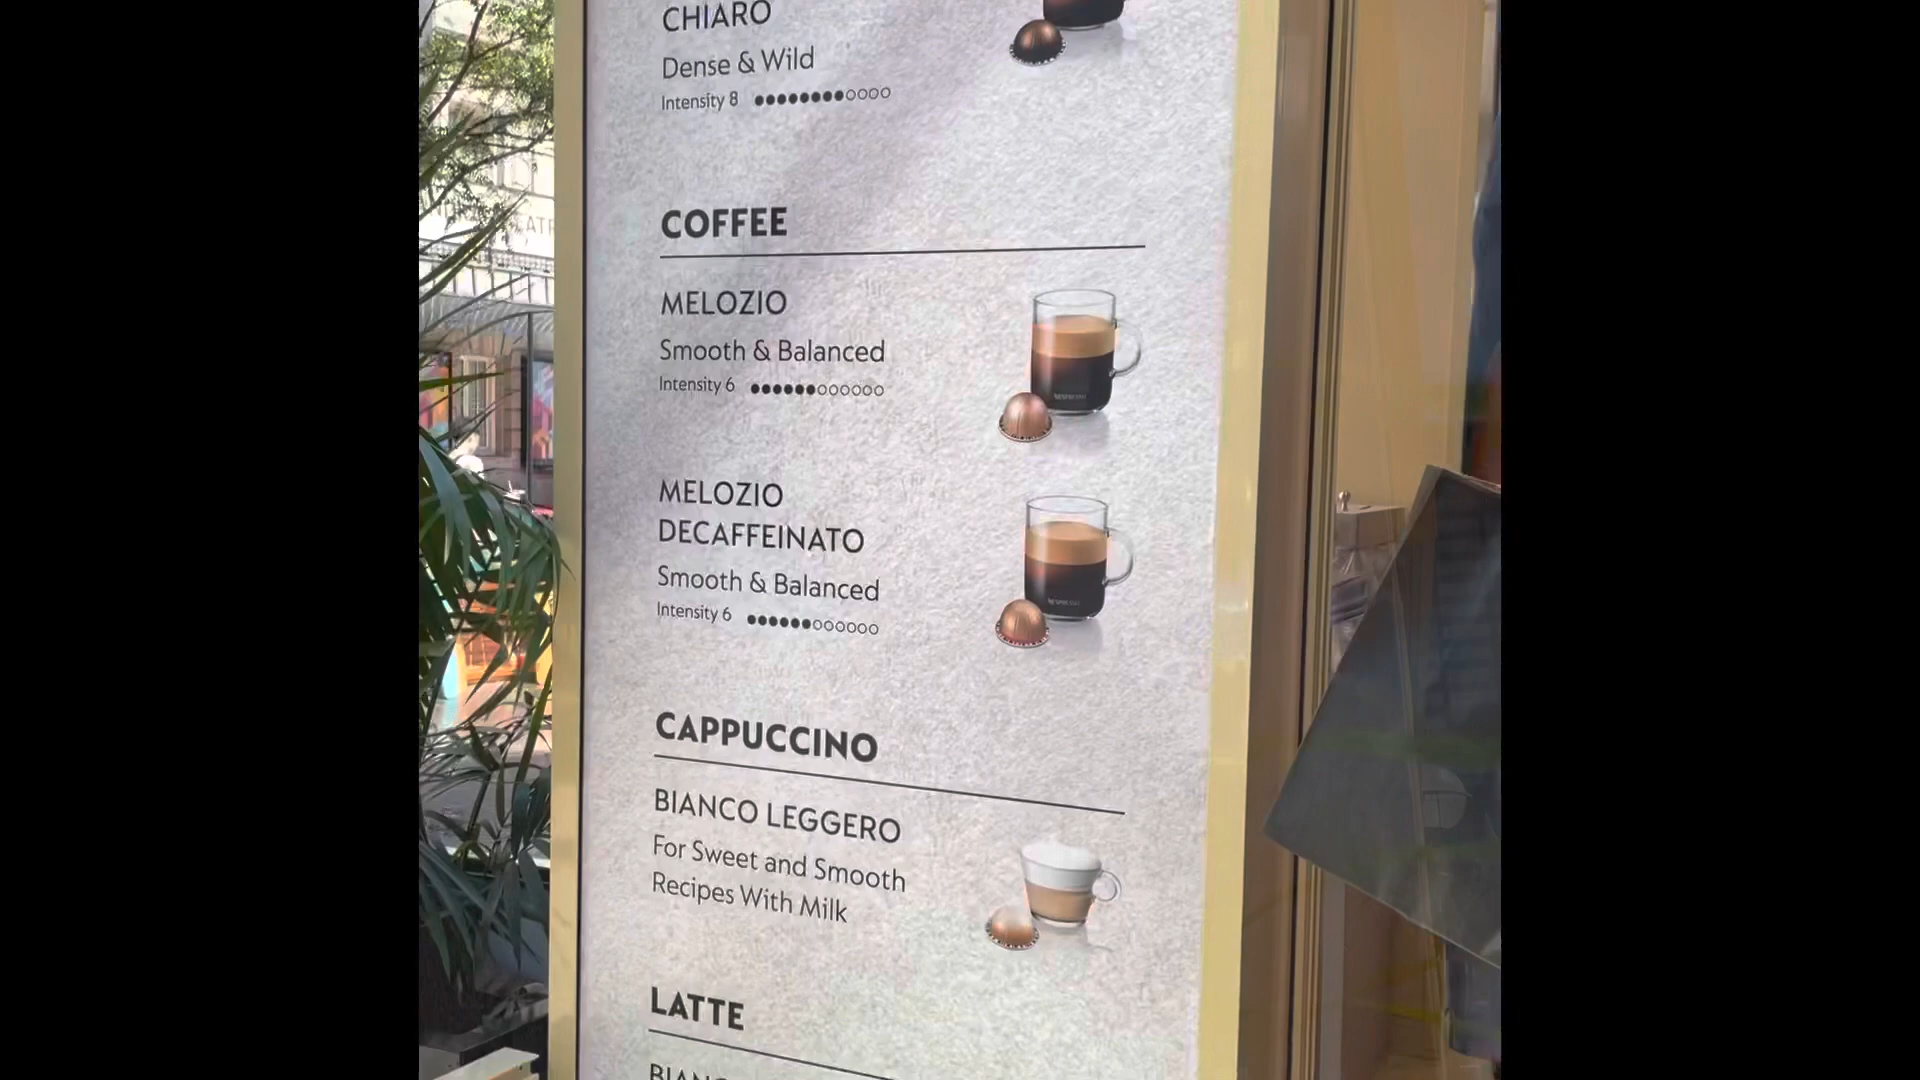 CHIARO
Dense & Wild
Intensity 8
COFFEE
MELOZIO
Smooth & Balanced
Intensity 6
MELOZIO
DECAFFEINATO
Smooth & Balanced
Intensity 6
CAPPUCCINO
BIANCO LEGGERO
For Sweet and Smooth
Recipes With Milk
LATTE